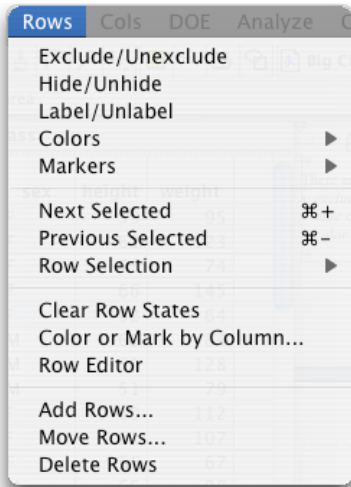 Rows Cols DOE Analyze
Exclude/Unexclude
Hide/Unhide
Label/Unlabel
Colors
Markers
Next Selected ⌘+
Previous Selected ⌘-
Row Selection
Clear Row States
Color or Mark by Column...
Row Editor
Add Rows...
Move Rows...
Delete Rows